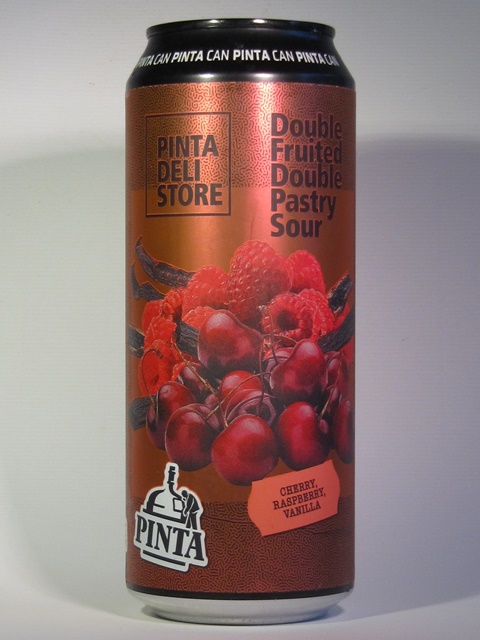 PINTA CAN PINTA CAN PINTA CAN PINTA CAN
PINTA
DELI
STORE
Double
Fruited
Double
Pastry
Sour
CHERRY,
RASPBERRY,
VANILLA
PINTA